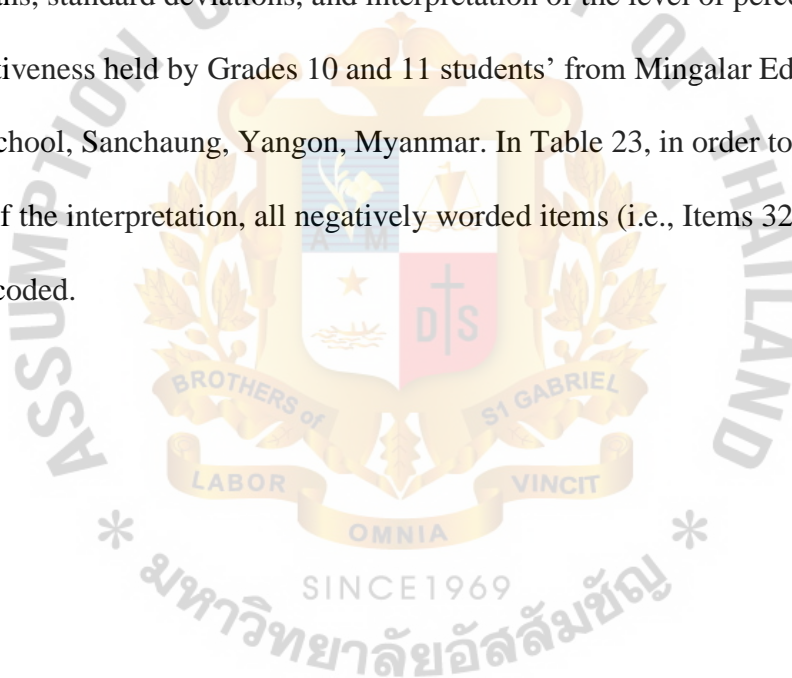 ns, standard deviations, and interpretation of the level of
tiveness held by Grades 10 and 11 students’ from Mingalar
chool, Sanchaung, Yangon, Myanmar. In Table 23, in order to
f the interpretation, all negatively worded items (i.e., Items 32
coded.
ASSUMPTION OF THAILAND
A M
D S
BROTHERS of ST GABRIEL
LABOR VINCIT
OMNIA
SINCE1969
มหาวิทยาลัยอัสสัมชัญ